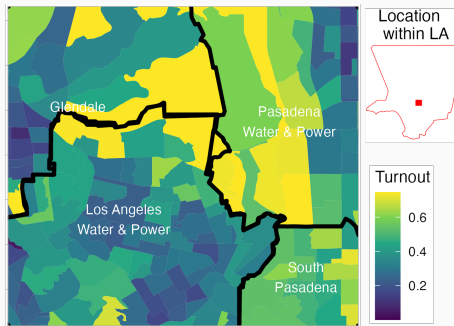 Location
within LA
Glendale
Pasadena
Water & Power
Los Angeles
Water & Power
South
Pasadena
Turnout
0.6
0.4
0.2